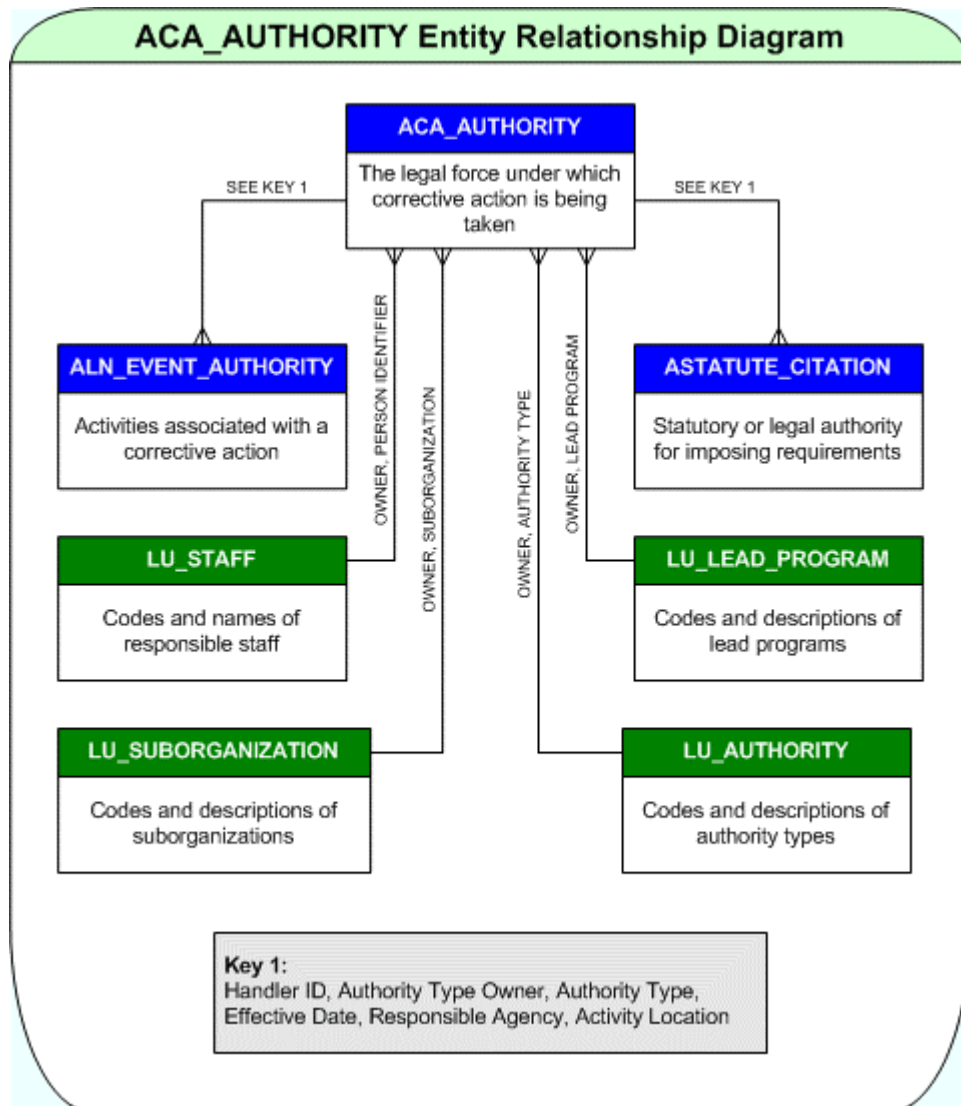 ACA_AUTHORITY Entity Relationship Diagram
ACA_AUTHORITY
The legal force under which
corrective action is being
taken
SEE KEY 1
SEE KEY 1
ALN_EVENT_AUTHORITY
Activities associated with a
corrective action
OWNER, PERSON IDENTIFIER
OWNER, SUBORGANIZATION
OWNER, AUTHORITY TYPE
OWNER, LEAD PROGRAM
ASTATUTE_CITATION
Statutory or legal authority
for imposing requirements
LU_STAFF
Codes and names of
responsible staff
LU_LEAD_PROGRAM
Codes and descriptions of
lead programs
LU_SUBORGANIZATION
Codes and descriptions of
suborganizations
LU_AUTHORITY
Codes and descriptions of
authority types
Key 1:
Handler ID, Authority Type Owner, Authority Type,
Effective Date, Responsible Agency, Activity Location